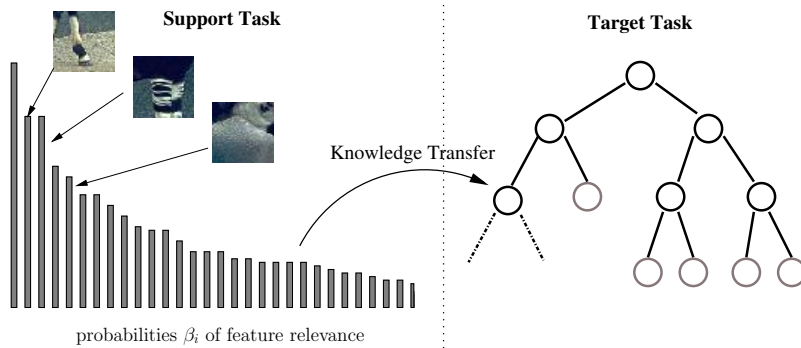 Support Task
Target Task
Knowledge Transfer
probabilities βᵢ of feature relevance